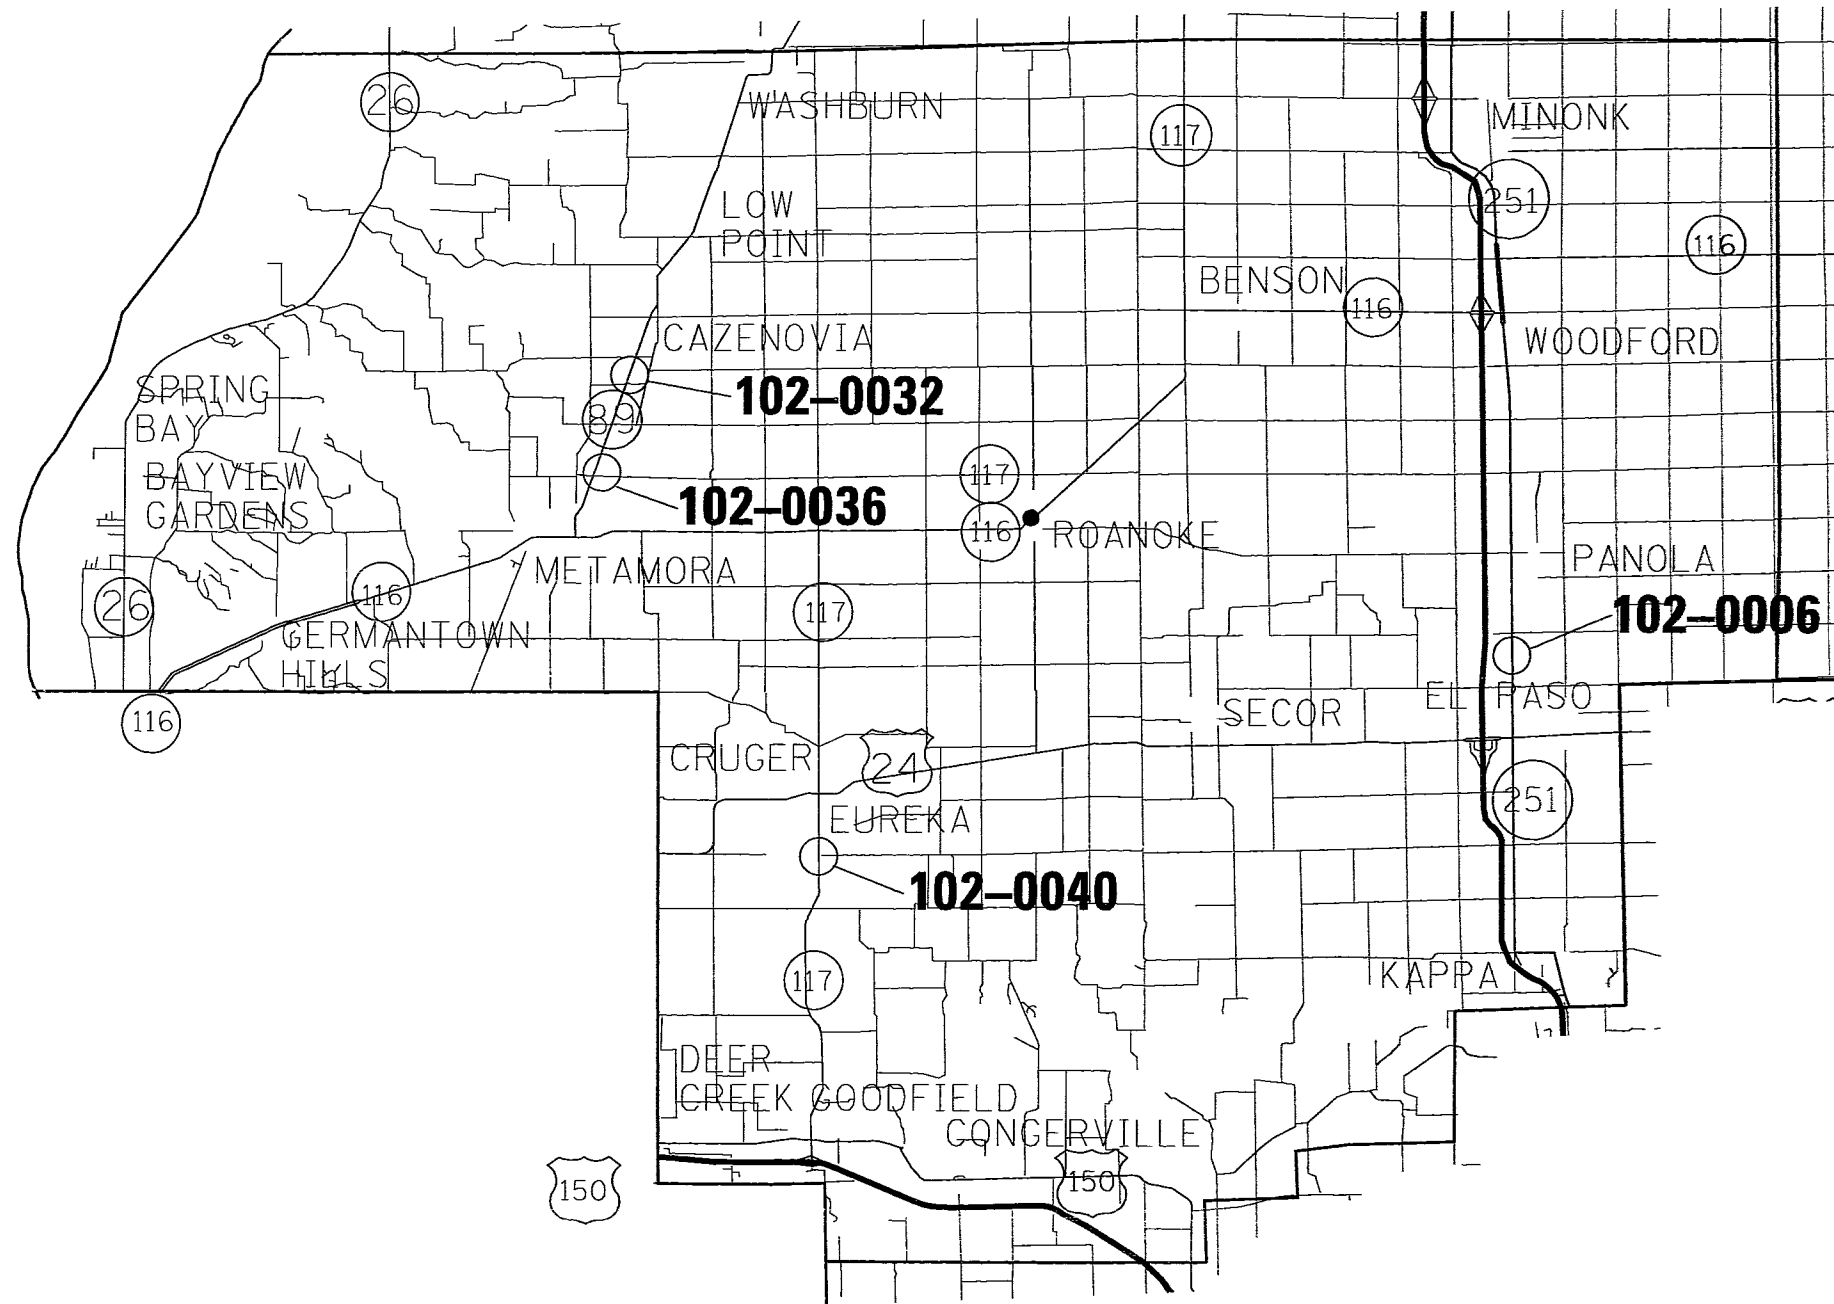 26
WASHBURN
117
MINONK
251
LOW
POINT
116
BENSON
116
CAZENOVIA
WOODFORD
SPRING
BAY
102–0032
89
BAYVIEW
GARDENS
117
102–0036
116
ROANOKE
METAMORA
PANOLA
26
116
117
102–0006
GERMANTOWN
HILLS
116
EL PASO
SECOR
CRUGER
24
251
EUREKA
102–0040
117
KAPPA
DEER
CREEK GOODFIELD
CONGERVILLE
150
150